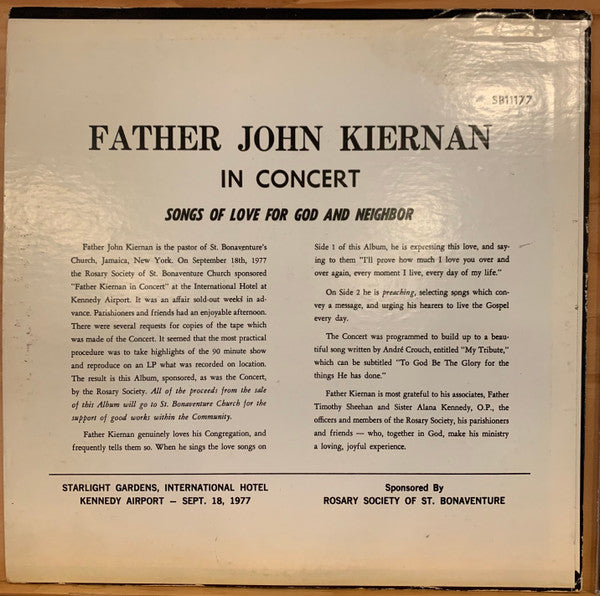 SB11177
FATHER JOHN KIERNAN
IN CONCERT
SONGS OF LOVE FOR GOD AND NEIGHBOR
Father John Kiernan is the pastor of St. Bonaventure's
Church, Jamaica, New York. On September 18th, 1977
the Rosary Society of St. Bonaventure Church sponsored
"Father Kiernan in Concert" at the International Hotel at
Kennedy Airport. It was an affair sold-out weeks in ad-
vance. Parishioners and friends had an enjoyable afternoon.
There were several requests for copies of the tape which
was made of the Concert. It seemed that the most practical
procedure was to take highlights of the 90 minute show
and reproduce on an LP what was recorded on location.
The result is this Album, sponsored, as was the Concert,
by the Rosary Society. All of the proceeds from the sale
of this Album will go to St. Bonaventure Church for the
support of good works within the Community.
Father Kiernan genuinely loves his Congregation, and
frequently tells them so. When he sings the love songs on
Side 1 of this Album, he is expressing this love, and say-
ing to them "I'll prove how much I love you over and
over again, every moment I live, every day of my life."
On Side 2 he is preaching, selecting songs which con-
vey a message, and urging his hearers to live the Gospel
every day.
The Concert was programmed to build up to a beau-
tiful song written by André Crouch, entitled "My Tribute,"
which can be subtitled "To God Be The Glory for the
things He has done."
Father Kiernan is most grateful to his associates, Father
Timothy Sheehan and Sister Alana Kennedy, O.P., the
officers and members of the Rosary Society, his parishioners
and friends — who, together in God, make his ministry
a loving, joyful experience.
STARLIGHT GARDENS, INTERNATIONAL HOTEL
KENNEDY AIRPORT — SEPT. 18, 1977
Sponsored By
ROSARY SOCIETY OF ST. BONAVENTURE